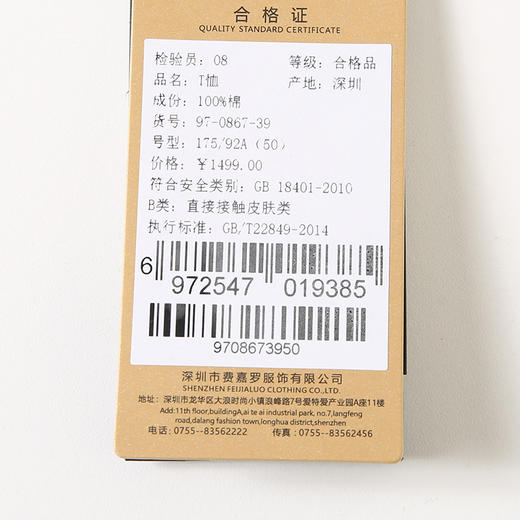 合格证
QUALITY STANDARD CERTIFICATE
检验员: 08 等级: 合格品
品名: T恤 产地: 深圳
成份: 100%棉
货号: 97-0867-39
号型: 175/92A (50)
价格: ￥1499.00
符合安全类别: GB 18401-2010
B类: 直接接触皮肤类
执行标准: GB/T22849-2014
6 972547 019385
9708673950
深圳市费嘉罗服饰有限公司
SHENZHEN FEIJIALUO CLOTHING CO.,LTD
地址: 深圳市龙华区大浪时尚小镇浪峰路7号爱特爱产业园A座11楼
Add:11th floor,buildingA,ai te ai industrial park, no.7,langfeng
road,dalang fashion town,longhua district,shenzhen
电话: 0755--83562222 传真: 0755--83562456